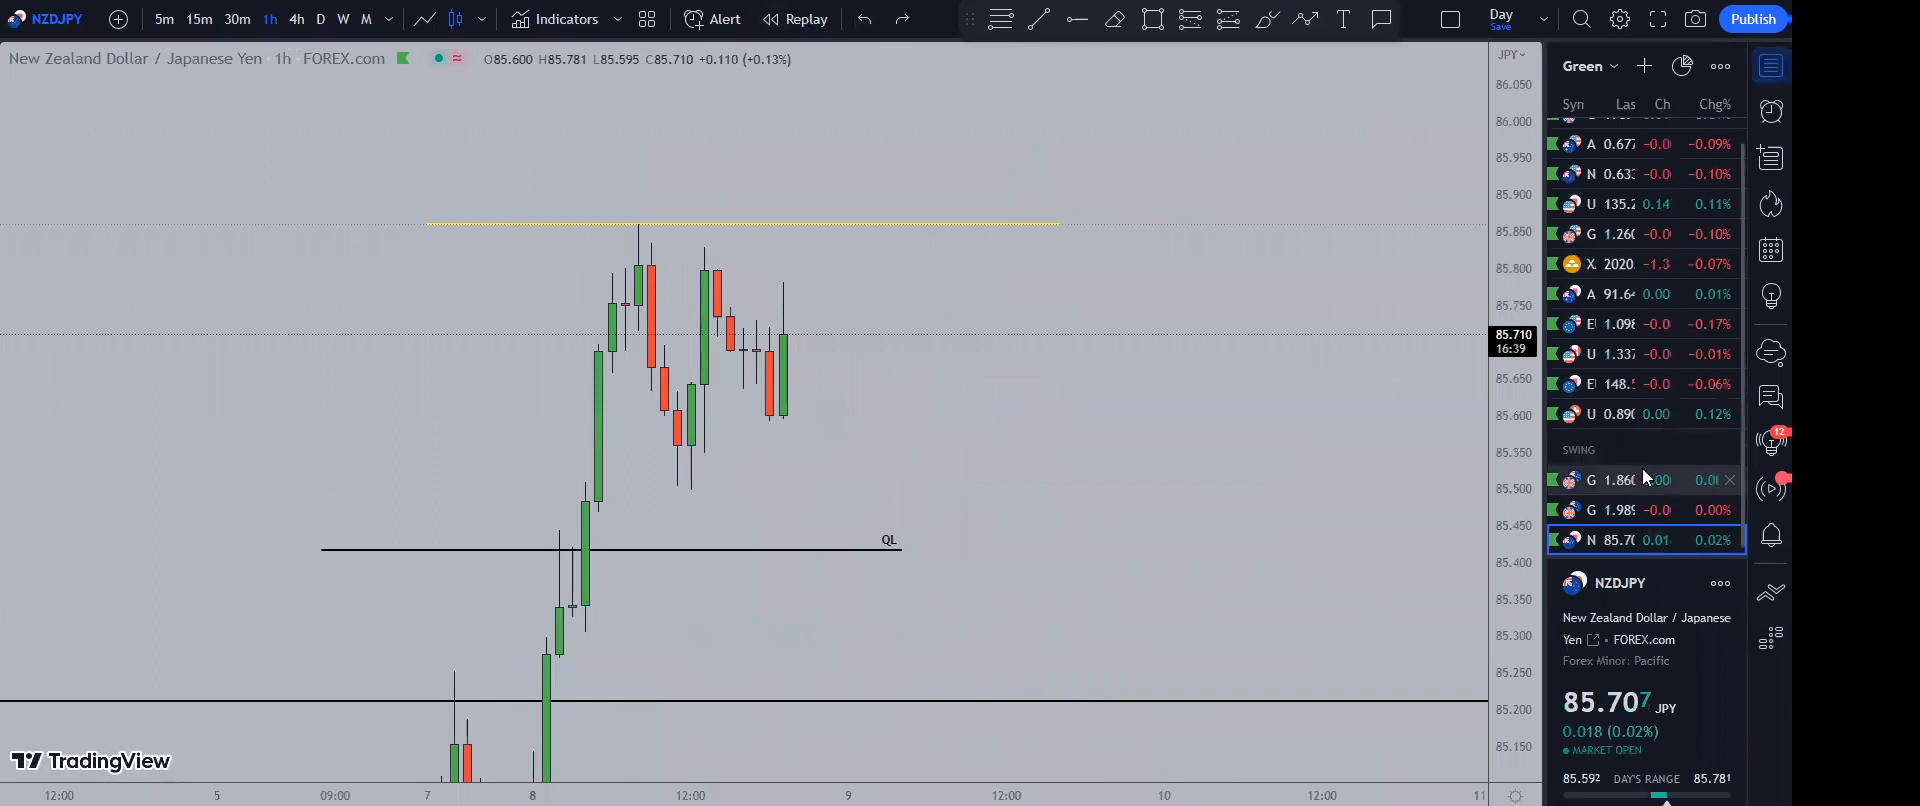 NZDJPY 5m 15m 30m 1h 4h D W M Indicators Alert Replay Day Save Publish
New Zealand Dollar / Japanese Yen · 1h · FOREX.com O85.600 H85.781 L85.595 C85.710 +0.110 (+0.13%)
JPY
86.050
86.000
85.950
85.900
85.850
85.800
85.750
85.710
16:39
85.650
85.600
85.550
85.500
85.450
85.400
85.350
85.300
85.250
85.200
85.150
QL
TradingView
12:00 5 09:00 7 8 12:00 9 12:00 10 12:00 11
Green
Syn Las Ch Chg%
A 0.677 −0.0 −0.09%
N 0.63 −0.0 −0.10%
U 135.2 0.14 0.11%
G 1.260 −0.0 −0.10%
X 2020. −1.3 −0.07%
A 91.6 0.00 0.01%
E 1.098 −0.0 −0.17%
U 1.337 −0.0 −0.01%
E 148. −0.0 −0.06%
U 0.890 0.00 0.12%
SWING
G 1.860 .00 0.0
G 1.989 −0.0 0.00%
N 85.70 0.01 0.02%
12
NZDJPY
New Zealand Dollar / Japanese
Yen • FOREX.com
Forex Minor: Pacific
85.707 JPY
0.018 (0.02%)
MARKET OPEN
85.592 DAY'S RANGE 85.781